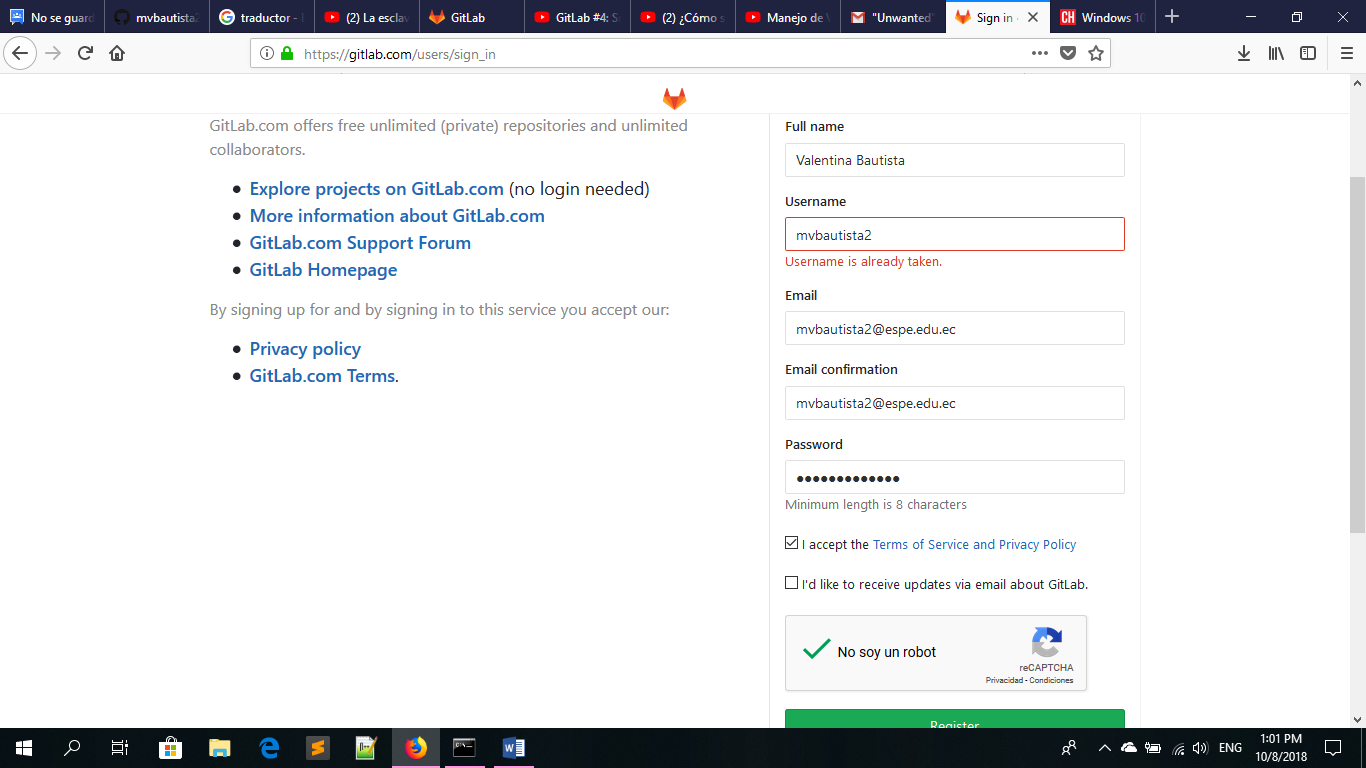 No se guard
mvbautista2
traductor - B
(2) La esclav
GitLab
GitLab #4: S
(2) ¿Cómo s
Manejo de V
"Unwanted"
Sign in ·
Windows 10
https://gitlab.com/users/sign_in
GitLab.com offers free unlimited (private) repositories and unlimited
collaborators.
Explore projects on GitLab.com (no login needed)
More information about GitLab.com
GitLab.com Support Forum
GitLab Homepage
By signing up for and by signing in to this service you accept our:
Privacy policy
GitLab.com Terms.
Full name
Valentina Bautista
Username
mvbautista2
Username is already taken.
Email
mvbautista2@espe.edu.ec
Email confirmation
mvbautista2@espe.edu.ec
Password
Minimum length is 8 characters
I accept the Terms of Service and Privacy Policy
I'd like to receive updates via email about GitLab.
No soy un robot
reCAPTCHA
Privacidad - Condiciones
Register
ENG
1:01 PM
10/8/2018